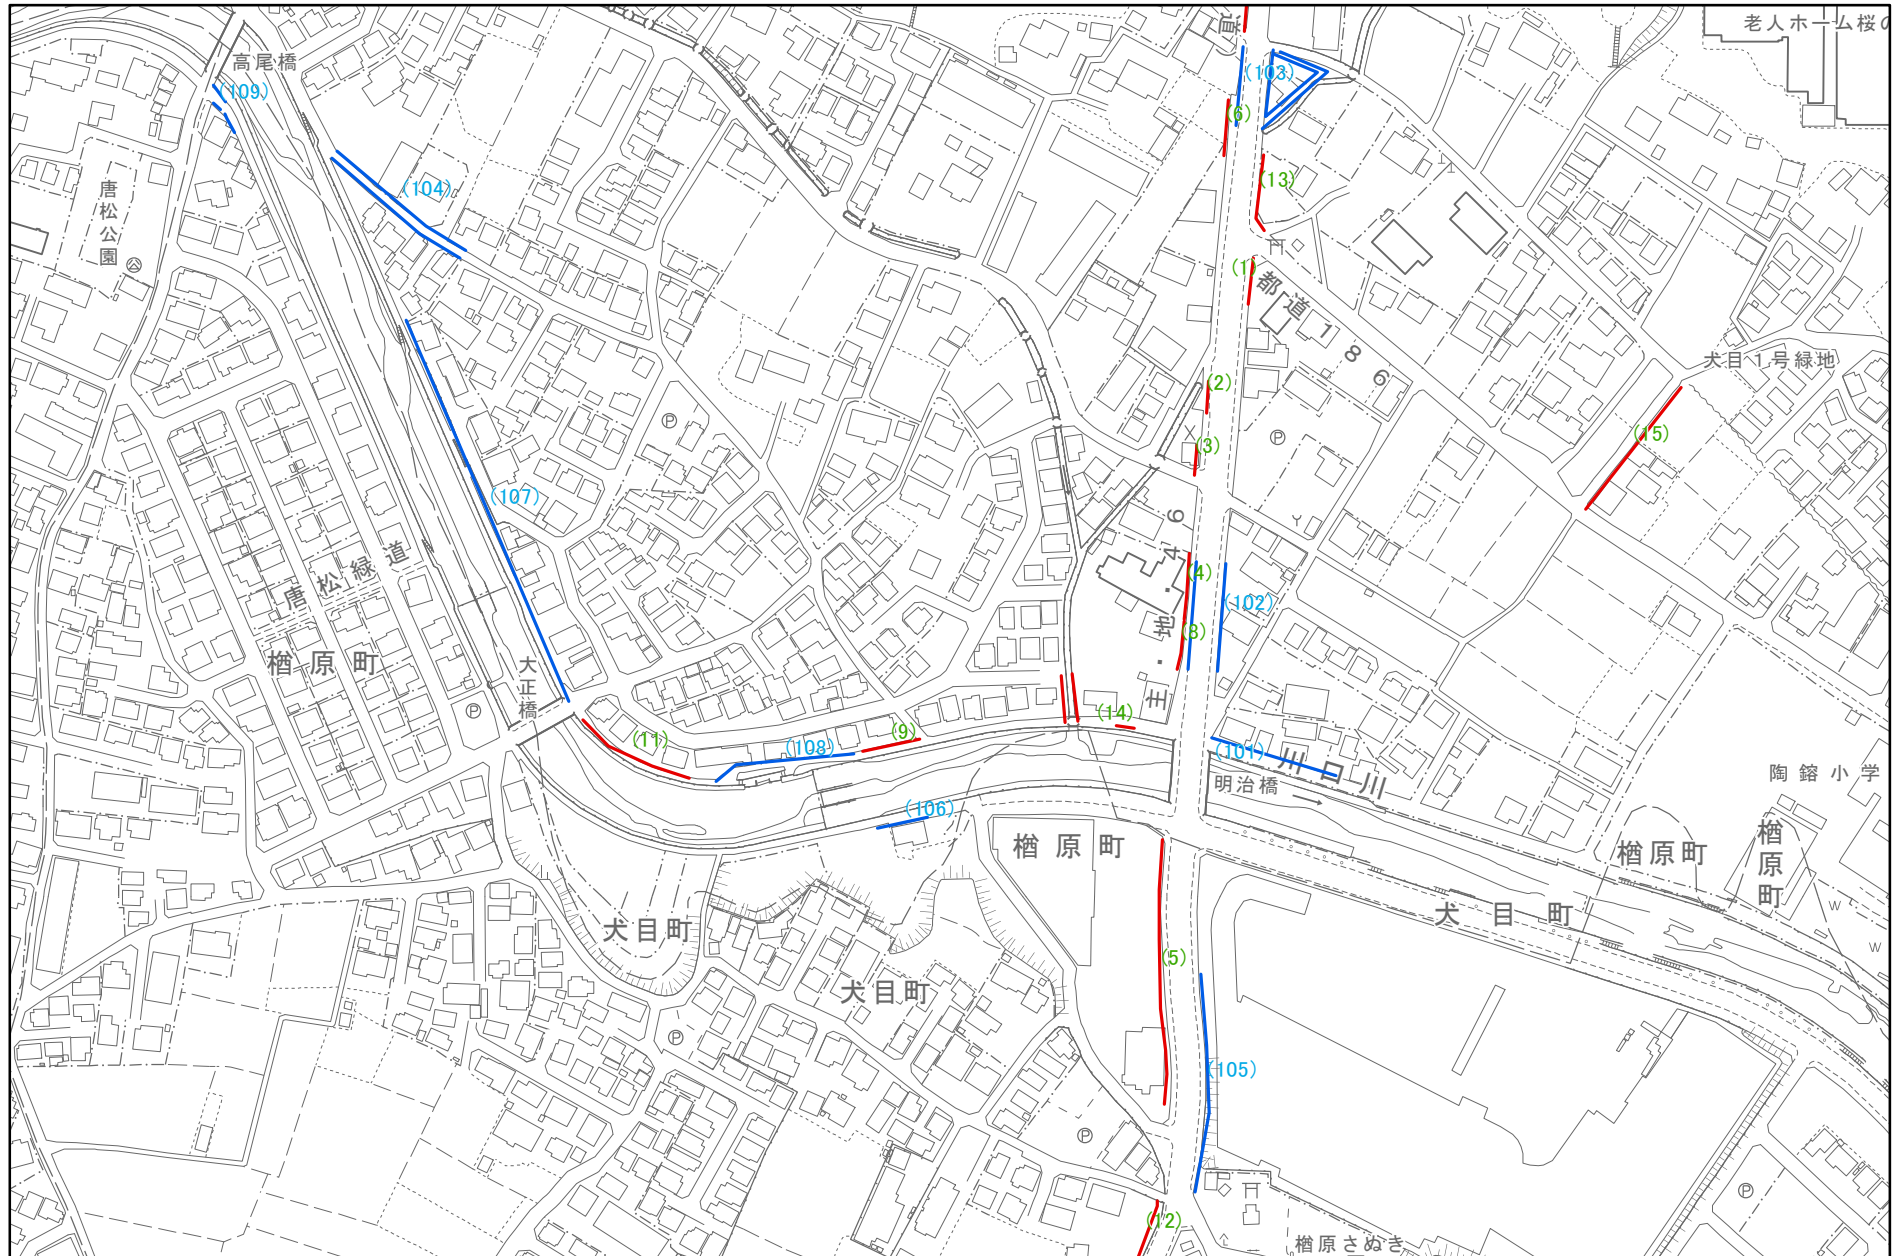 道
老人ホーム桜の
高尾橋
(109)
(103)
(6)
唐松公園
(104)
(13)
(1)
都道186
犬目1号緑地
(2)
(3)
(15)
(107)
主・地・46
(4)
(102)
(8)
唐松緑道
楢原町
大正橋
(11)
(108)
(9)
(14)
(101)
川口川
明治橋
陶鎔小学
(106)
楢原町
楢原町
楢原町
犬目町
犬目町
(5)
犬目町
(105)
(12)
楢原さぬき